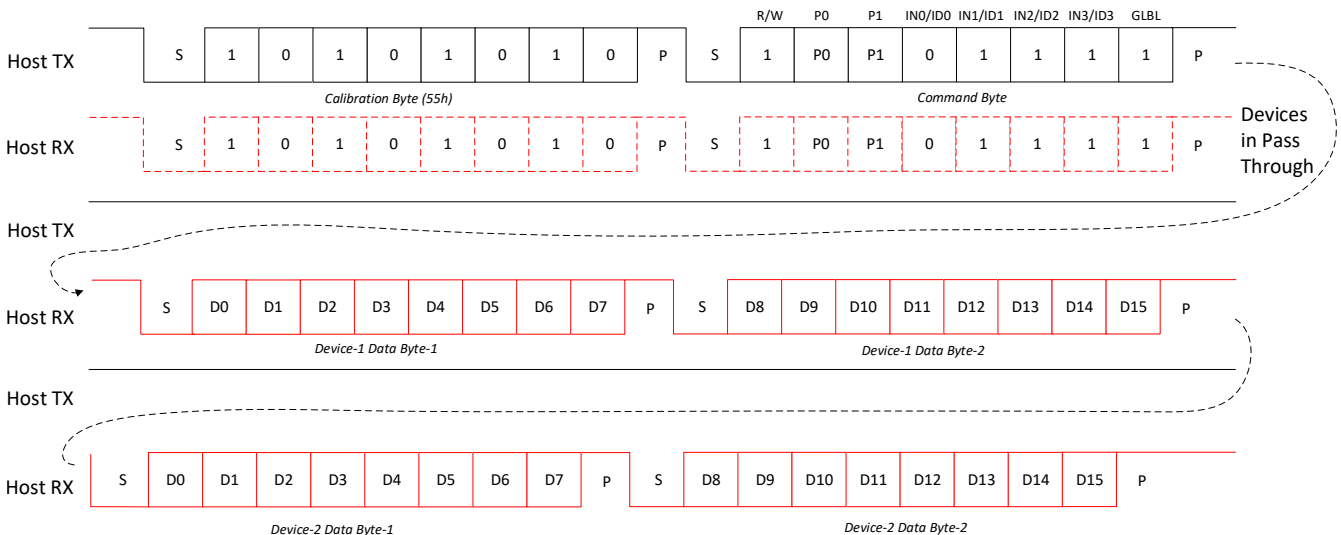 R/W P0 P1 IN0/ID0 IN1/ID1 IN2/ID2 IN3/ID3 GLBL
Host TX S 1 0 1 0 1 0 1 0 P S 1 P0 P1 0 1 1 1 1 P
Calibration Byte (55h) Command Byte
Host RX S 1 0 1 0 1 0 1 0 P S 1 P0 P1 0 1 1 1 1 P
Devices
in Pass
Through
Host TX
Host RX S D0 D1 D2 D3 D4 D5 D6 D7 P S D8 D9 D10 D11 D12 D13 D14 D15 P
Device-1 Data Byte-1 Device-1 Data Byte-2
Host TX
Host RX S D0 D1 D2 D3 D4 D5 D6 D7 P S D8 D9 D10 D11 D12 D13 D14 D15 P
Device-2 Data Byte-1 Device-2 Data Byte-2